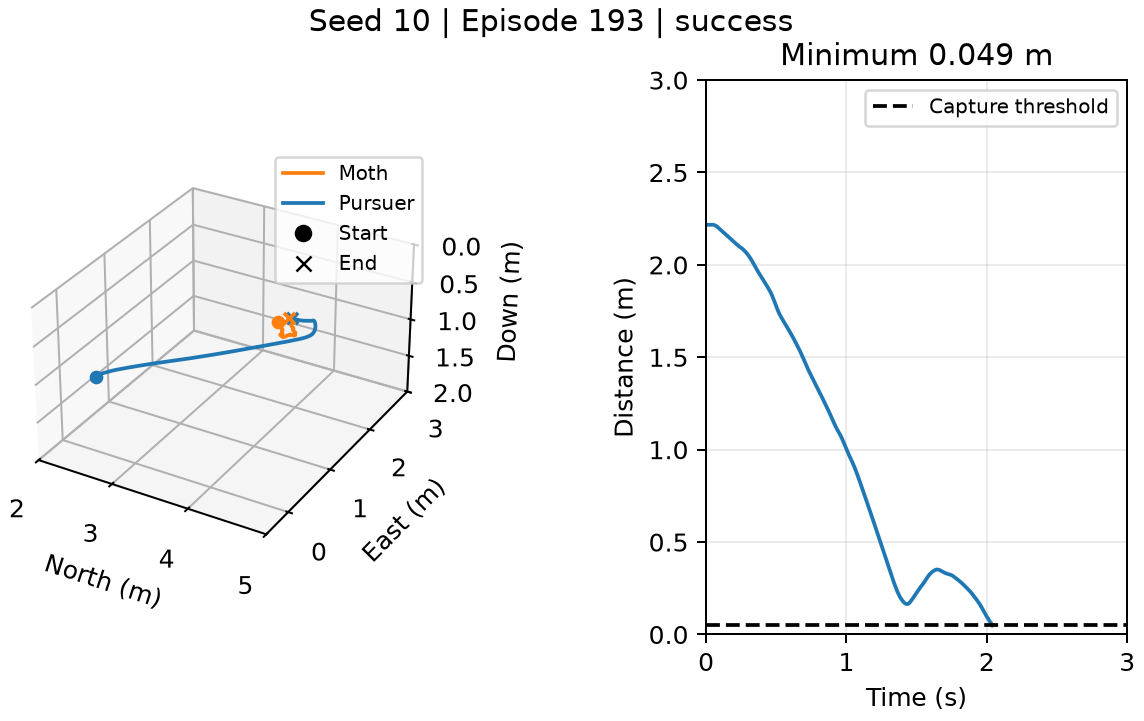 Seed 10 | Episode 193 | success
Moth
Pursuer
Start
End
0.0
0.5
1.0
1.5
2.0
Down (m)
3
2
1
0
East (m)
2
3
4
5
North (m)
Minimum 0.049 m
Capture threshold
3.0
2.5
2.0
1.5
1.0
0.5
0.0
Distance (m)
0
1
2
3
Time (s)